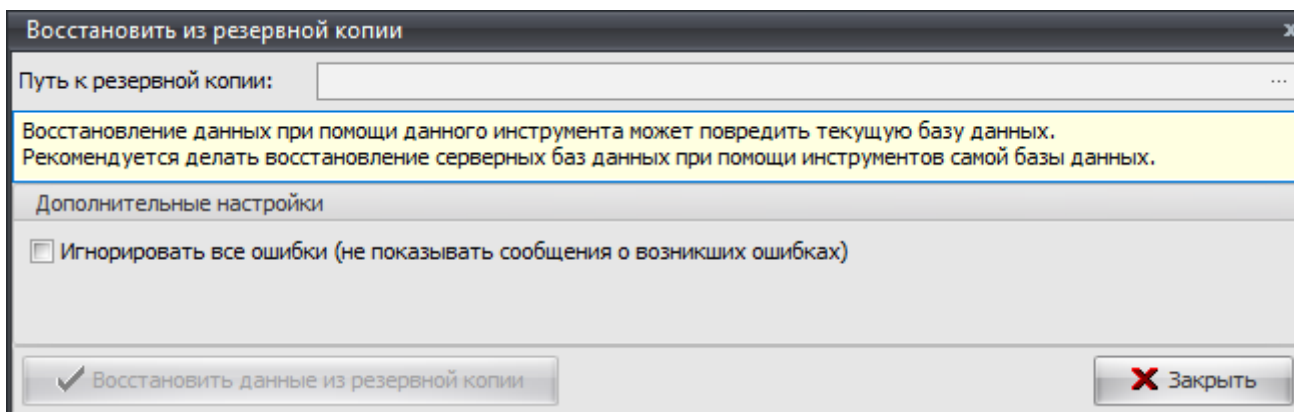 Восстановить из резервной копии
Путь к резервной копии:
...
Восстановление данных при помощи данного инструмента может повредить текущую базу данных.
Рекомендуется делать восстановление серверных баз данных при помощи инструментов самой базы данных.
Дополнительные настройки
Игнорировать все ошибки (не показывать сообщения о возникших ошибках)
Восстановить данные из резервной копии
Закрыть